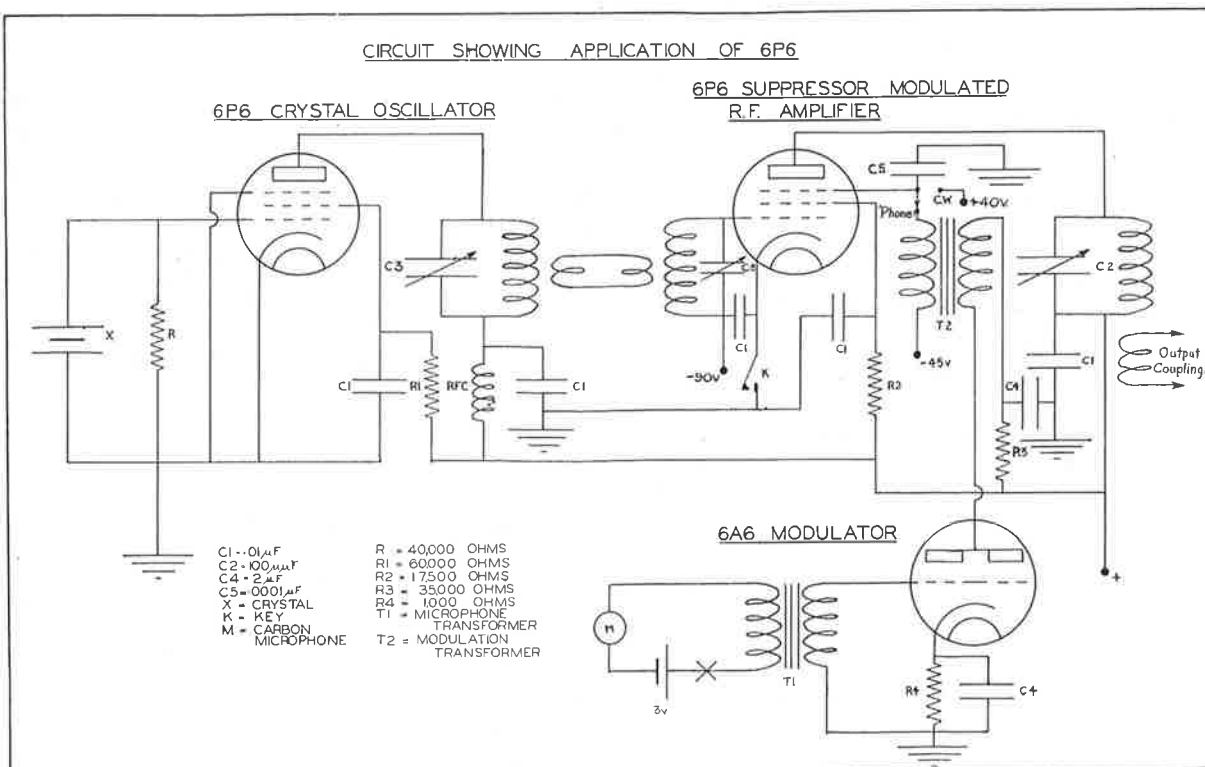 CIRCUIT SHOWING APPLICATION OF 6P6
6P6 CRYSTAL OSCILLATOR
6P6 SUPPRESSOR MODULATED
R.F. AMPLIFIER
C5
CW
+40V.
Phone
C3
C2
X
R
T2
C1
C1
-90V
K
-45V
C1
Output
Coupling
C1
R1
RFC
C1
R2
C4
R3
6A6 MODULATOR
+
C1-.01μF
C2=100μμF
C4=2μF
C5=.0001μF
X = CRYSTAL
K = KEY
M = CARBON
MICROPHONE
R = 40,000 OHMS
R1 = 60,000 OHMS
R2 = 17,500 OHMS
R3 = 35,000 OHMS
R4 = 1,000 OHMS
T1 = MICROPHONE
TRANSFORMER
T2 = MODULATION
TRANSFORMER
M
3v
T1
R4
C4